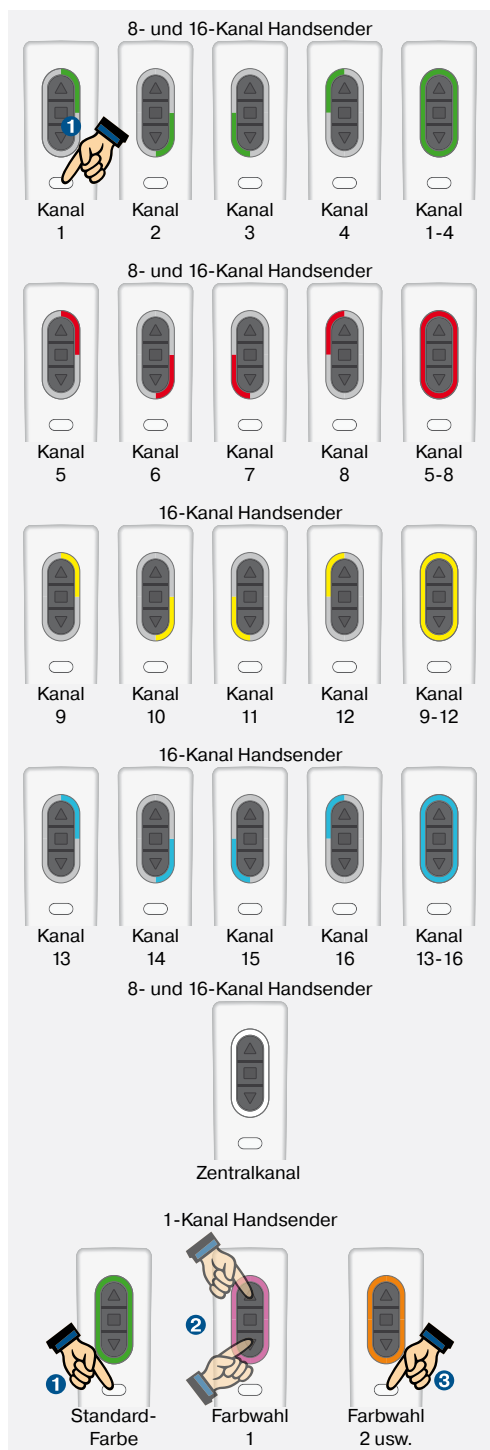 8- und 16-Kanal Handsender
1
Kanal 1
Kanal 2
Kanal 3
Kanal 4
Kanal 1-4
8- und 16-Kanal Handsender
Kanal 5
Kanal 6
Kanal 7
Kanal 8
Kanal 5-8
16-Kanal Handsender
Kanal 9
Kanal 10
Kanal 11
Kanal 12
Kanal 9-12
16-Kanal Handsender
Kanal 13
Kanal 14
Kanal 15
Kanal 16
Kanal 13-16
8- und 16-Kanal Handsender
Zentralkanal
1-Kanal Handsender
1
2
3
Standard-
Farbe
Farbwahl
1
Farbwahl
2 usw.